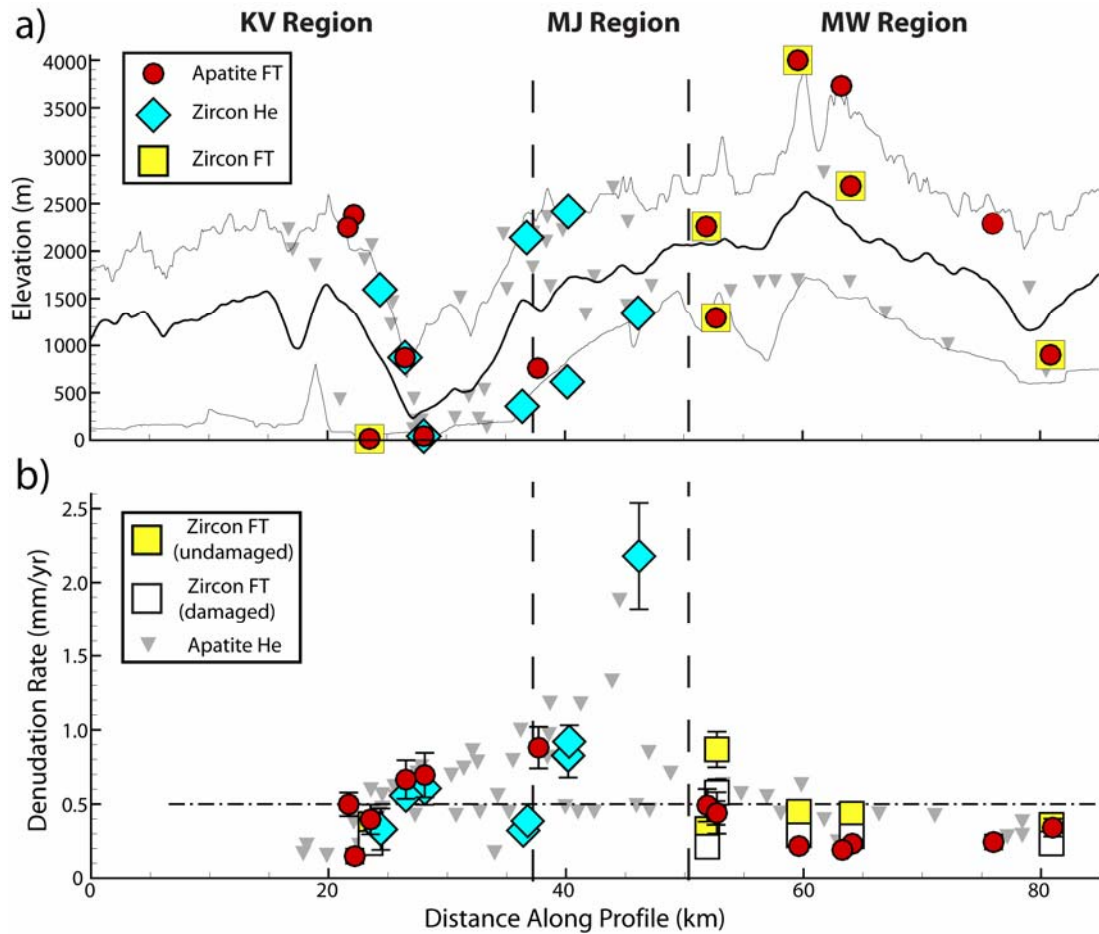 KV Region MJ Region MW Region
a)
Apatite FT
Zircon He
Zircon FT
Elevation (m)
4000
3500
3000
2500
2000
1500
1000
500
0
b)
Zircon FT
(undamaged)
Zircon FT
(damaged)
Apatite He
Denudation Rate (mm/yr)
2.5
2.0
1.5
1.0
0.5
0
0 20 40 60 80
Distance Along Profile (km)